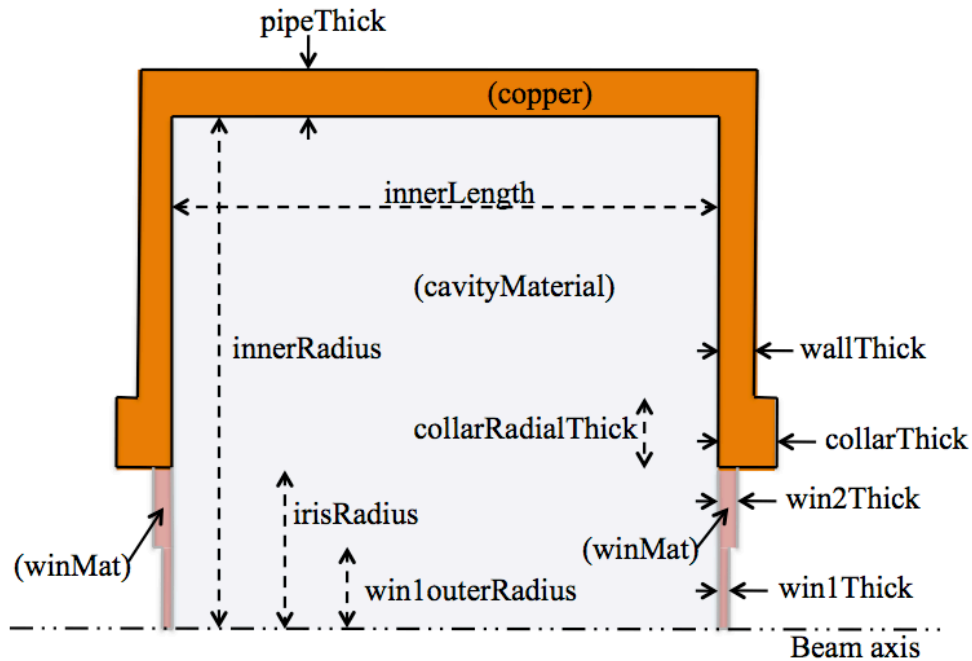 pipeThick
(copper)
innerLength
(cavityMaterial)
innerRadius
wallThick
collarRadialThick
collarThick
irisRadius
win2Thick
(winMat)
(winMat)
win1outerRadius
win1Thick
Beam axis